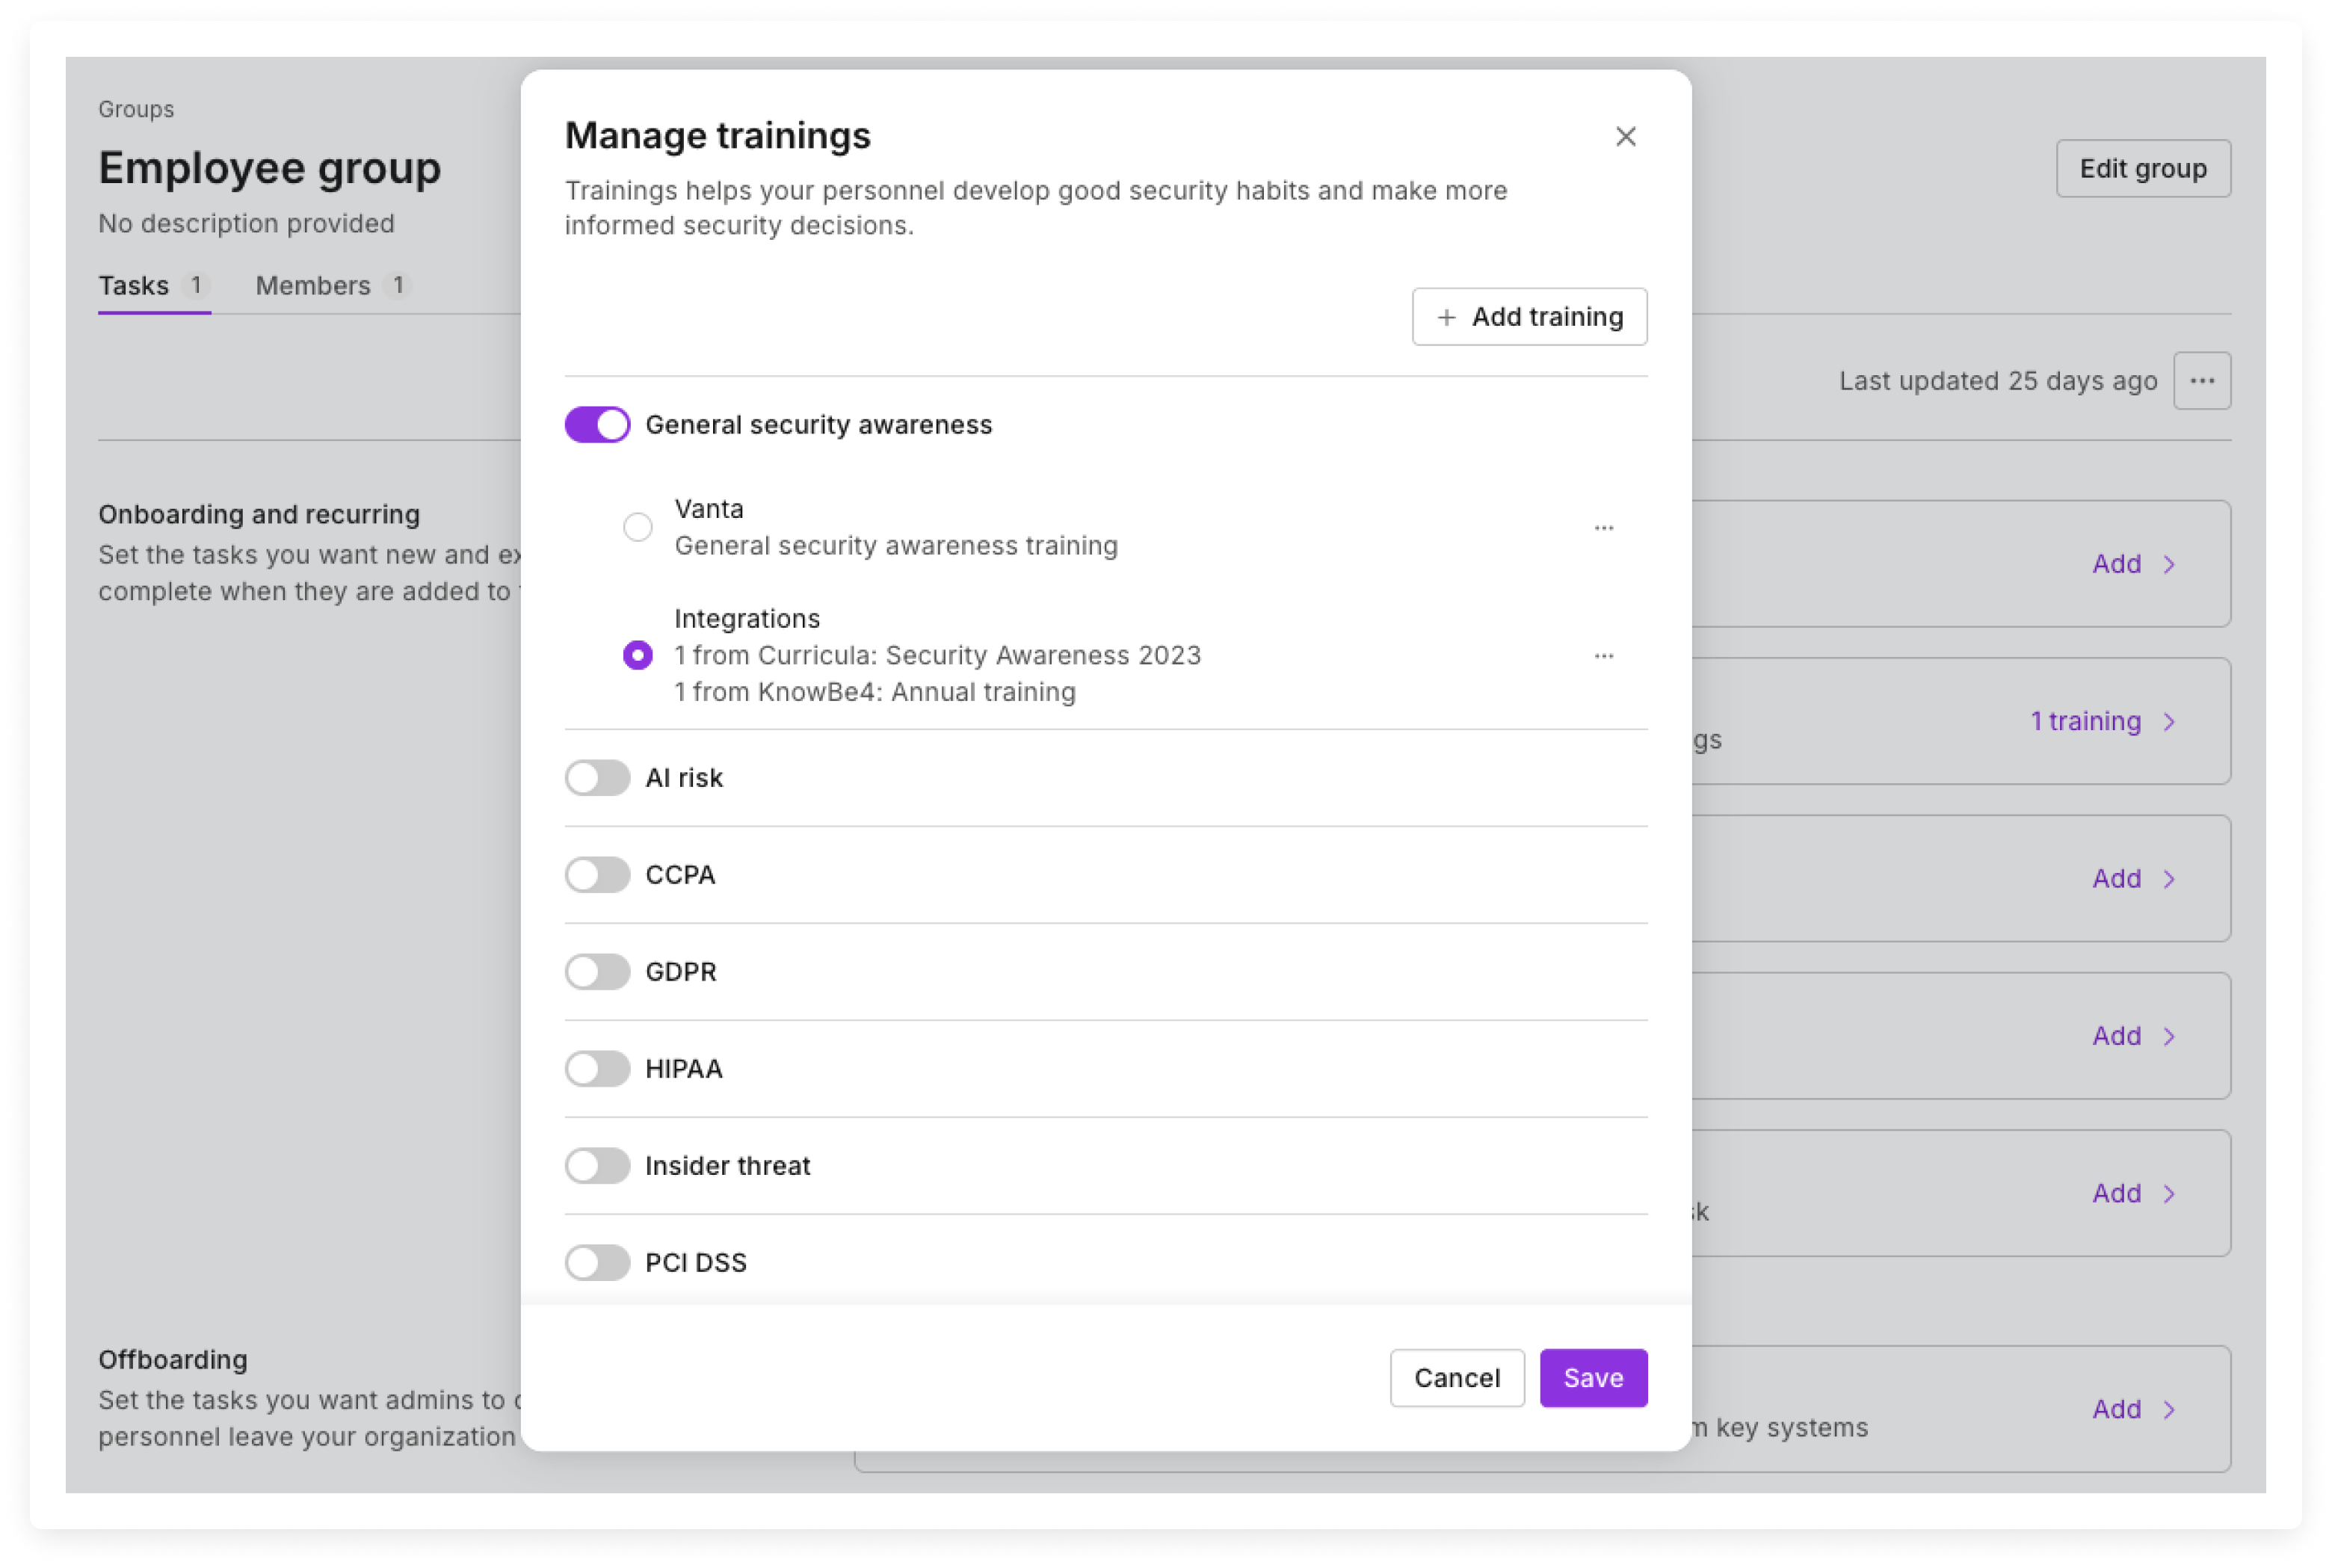 Groups
Employee group
No description provided
Tasks 1 Members 1
Edit group
Last updated 25 days ago
Onboarding and recurring
Set the tasks you want new and
complete when they are added to
Add
1 training
gs
Add
Add
Add
Offboarding
Set the tasks you want admins to
personnel leave your organization
Add
key systems
Manage trainings
Trainings helps your personnel develop good security habits and make more
informed security decisions.
+ Add training
General security awareness
Vanta
General security awareness training
Integrations
1 from Curricula: Security Awareness 2023
1 from KnowBe4: Annual training
AI risk
CCPA
GDPR
HIPAA
Insider threat
PCI DSS
Cancel
Save